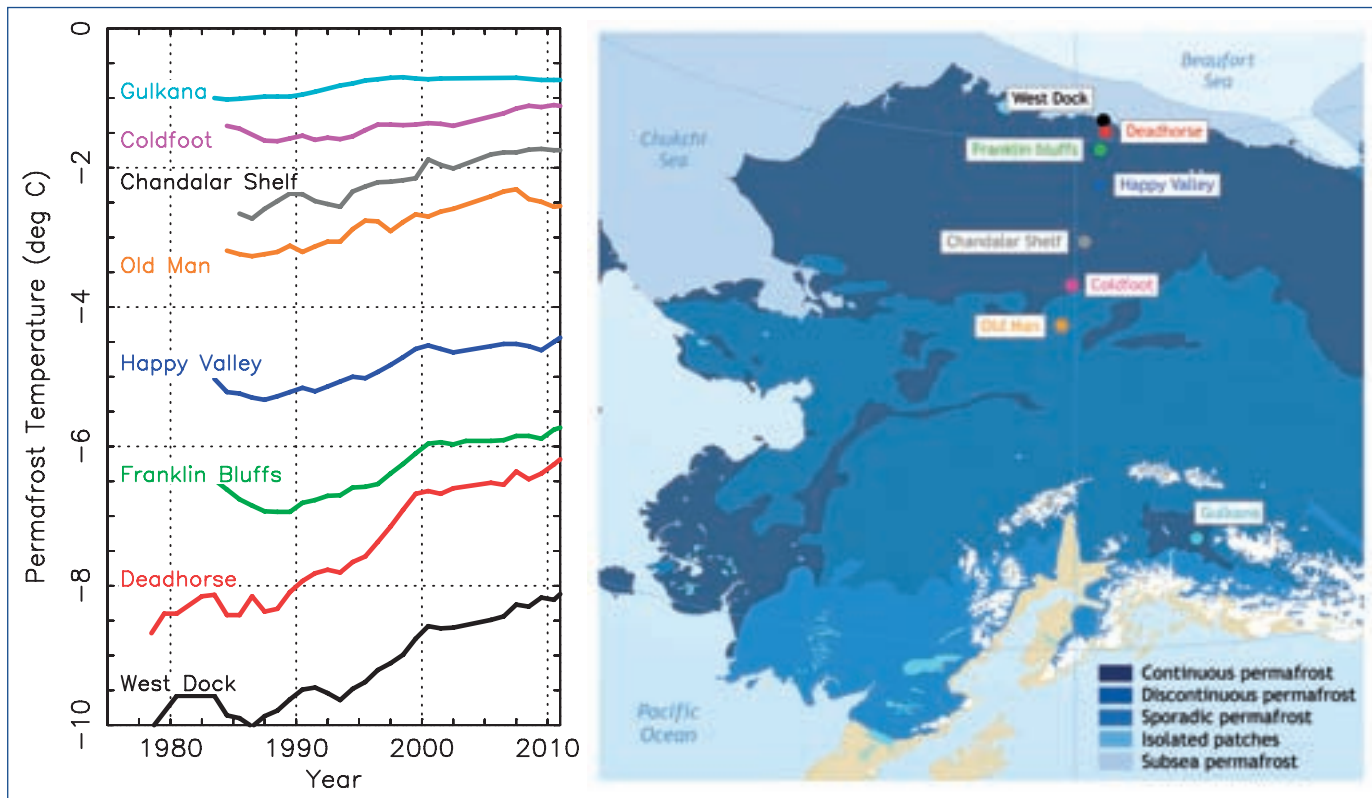 Permafrost Temperature (deg C)
0
−2
−4
−6
−8
−10
Gulkana
Coldfoot
Chandalar Shelf
Old Man
Happy Valley
Franklin Bluffs
Deadhorse
West Dock
1980
1990
2000
2010
Year
Beaufort
Sea
Chukchi
Sea
West Dock
Deadhorse
Franklin bluffs
Happy Valley
Chandalar Shelf
Coldfoot
Old Man
Gulkana
Pacific
Ocean
Continuous permafrost
Discontinuous permafrost
Sporadic permafrost
Isolated patches
Subsea permafrost